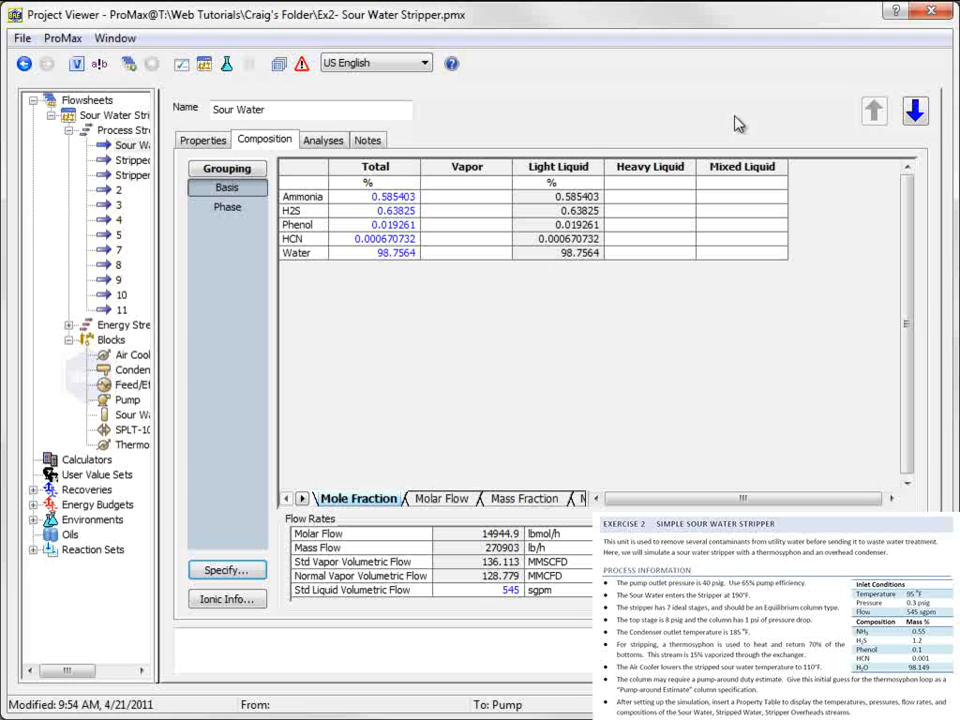 Project Viewer - ProMax@T:\Web Tutorials\Craig's Folder\Ex2- Sour Water Stripper.pmx
File ProMax Window
US English
Flowsheets
Sour Water Stri
Process Stre
Sour Wa
Stripped
Stripper
2
3
4
5
7
8
9
10
11
Energy Stre
Blocks
Air Cool
Conden
Feed/Ef
Pump
Sour Wa
SPLT-10
Thermo
Calculators
User Value Sets
Recoveries
Energy Budgets
Environments
Oils
Reaction Sets
Name Sour Water
Properties Composition Analyses Notes
Grouping
Basis
Phase
Total Vapor Light Liquid Heavy Liquid Mixed Liquid
% %
Ammonia 0.585403 0.585403
H2S 0.63825 0.63825
Phenol 0.019261 0.019261
HCN 0.000670732 0.000670732
Water 98.7564 98.7564
Mole Fraction Molar Flow Mass Fraction
Specify...
Ionic Info...
Flow Rates
Molar Flow 14944.9 lbmol/h
Mass Flow 270903 lb/h
Std Vapor Volumetric Flow 136.113 MMSCFD
Normal Vapor Volumetric Flow 128.779 MMCFD
Std Liquid Volumetric Flow 545 sgpm
EXERCISE 2 SIMPLE SOUR WATER STRIPPER
This unit is used to remove several contaminants from utility water before sending it to waste water treatment.
Here, we will simulate a sour water stripper with a thermosyphon and an overhead condenser.
PROCESS INFORMATION
• The pump outlet pressure is 40 psig. Use 65% pump efficiency.
• The Sour Water enters the Stripper at 190°F.
• The stripper has 7 ideal stages, and should be an Equilibrium column type.
• The top stage is 8 psig and the column has 1 psi of pressure drop.
• The Condenser outlet temperature is 185 °F.
• For stripping, a thermosyphon is used to heat and return 70% of the
bottoms. This stream is 15% vaporized through the exchanger.
• The Air Cooler lowers the stripped sour water temperature to 110°F.
• The column may require a pump-around duty estimate. Give this initial guess for the thermosyphon loop as a
"Pump-around Estimate" column specification.
• After setting up the simulation, insert a Property Table to display the temperatures, pressures, flow rates, and
compositions of the Sour Water, Stripped Water, Stripper Overheads streams.
Inlet Conditions
Temperature 95 °F
Pressure 0.3 psig
Flow 545 sgpm
Composition Mass %
NH₃ 0.55
H₂S 1.2
Phenol 0.1
HCN 0.001
H₂O 98.149
Modified: 9:54 AM, 4/21/2011 From: To: Pump